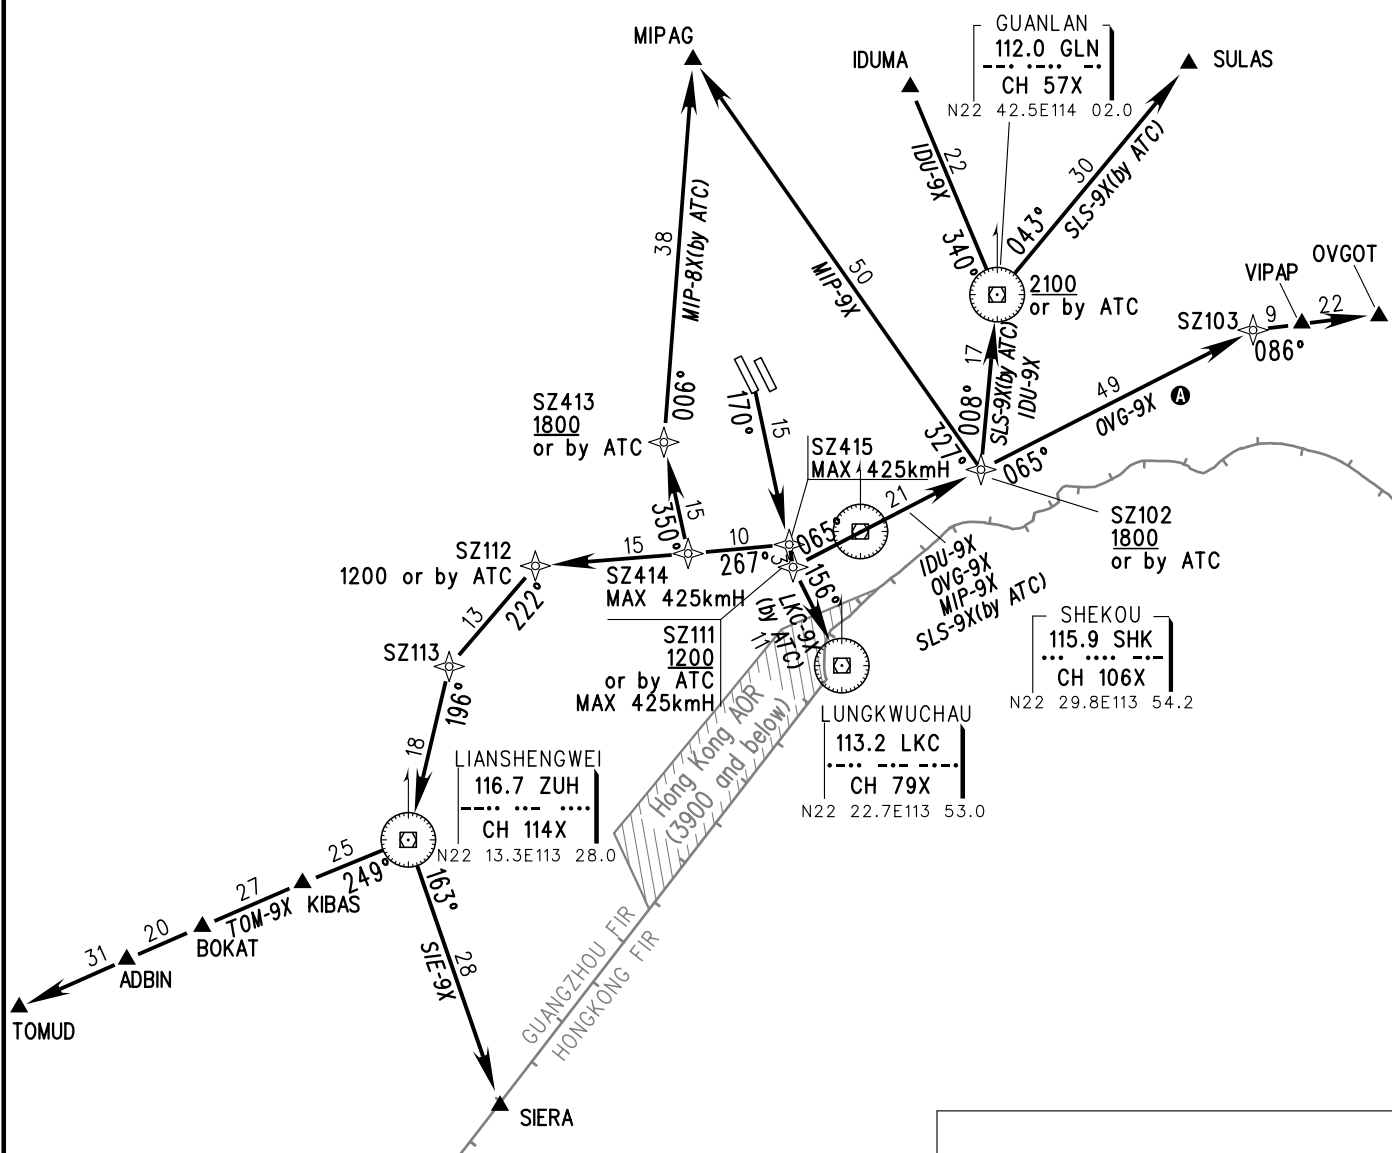 MIPAG
IDUMA
GUANLAN
112.0 GLN
CH 57X
N22 42.5E114 02.0
SULAS
38
MIP-8X(by ATC)
006°
50
MIP-9X
327°
22
IDU-9X
340°
30
SLS-9X(by ATC)
043°
2100
or by ATC
17
SLS-9X(by ATC)
IDU-9X
008°
OVGOT
VIPAP
SZ103
9
22
086°
49
OVG-9X
A
065°
SZ413
1800
or by ATC
170°
15
SZ415
MAX 425kmH
15
350°
21
065°
SZ102
1800
or by ATC
IDU-9X
OVG-9X
MIP-9X
SLS-9X(by ATC)
SZ112
1200 or by ATC
15
10
267°
SZ414
MAX 425kmH
3
156°
LKC-9X
(by ATC)
11
SZ111
1200
or by ATC
MAX 425kmH
222°
13
SZ113
196°
18
SHEKOU
115.9 SHK
CH 106X
N22 29.8E113 54.2
LUNGKWUCHAU
113.2 LKC
CH 79X
N22 22.7E113 53.0
Hong Kong AOR
(3900 and below)
LIANSHENGWEI
116.7 ZUH
CH 114X
N22 13.3E113 28.0
25
249°
KIBAS
27
TOM-9X
BOKAT
20
ADBIN
31
TOMUD
163°
28
SIE-9X
SIERA
GUANGZHOU FIR
HONGKONG FIR